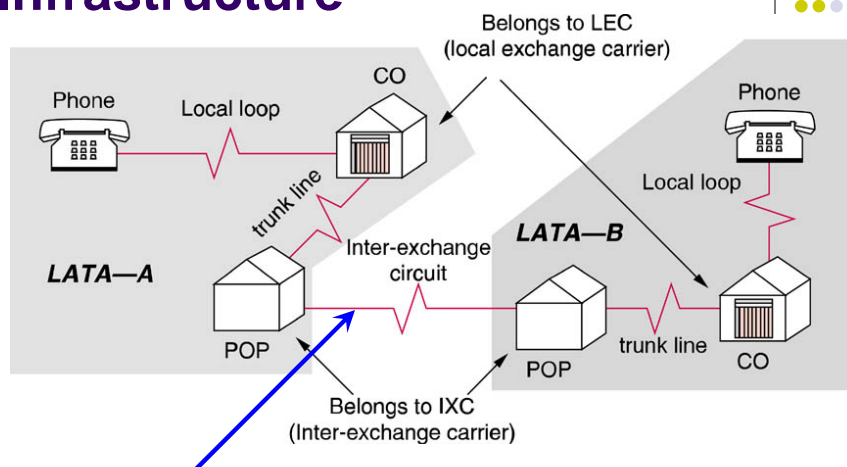 Infrastructure
Belongs to LEC
(local exchange carrier)
CO
Phone
Local loop
Phone
Local loop
trunk line
LATA—B
Inter-exchange
circuit
LATA—A
POP
trunk line
POP
CO
Belongs to IXC
(Inter-exchange carrier)